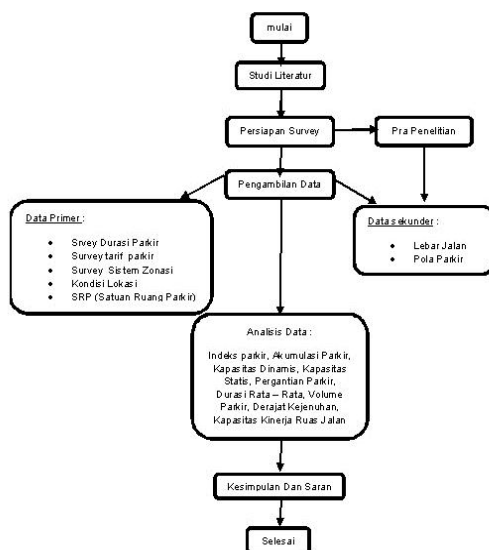 mulai
Studi Literatur
Persiapan Survey
Pra Penelitian
Pengambilan Data
Data Primer :
• Srvey Durasi Parkir
• Survey tarif parkir
• Survey Sistem Zonasi
• Kondisi Lokasi
• SRP (Satuan Ruang Parkir)
Data sekunder :
• Lebar Jalan
• Pola Parkir
Analisis Data :
Indeks parkir, Akumulasi Parkir,
Kapasitas Dinamis, Kapasitas
Statis, Pergantian Parkir,
Durasi Rata – Rata, Volume
Parkir, Derajat Kejenuhan,
Kapasitas Kinerja Ruas Jalan
Kesimpulan Dan Saran
Selesai